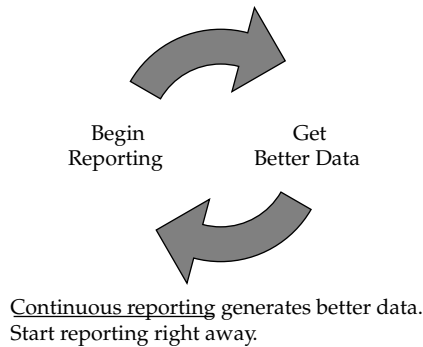 Begin
Reporting
Get
Better Data
Continuous reporting generates better data.
Start reporting right away.